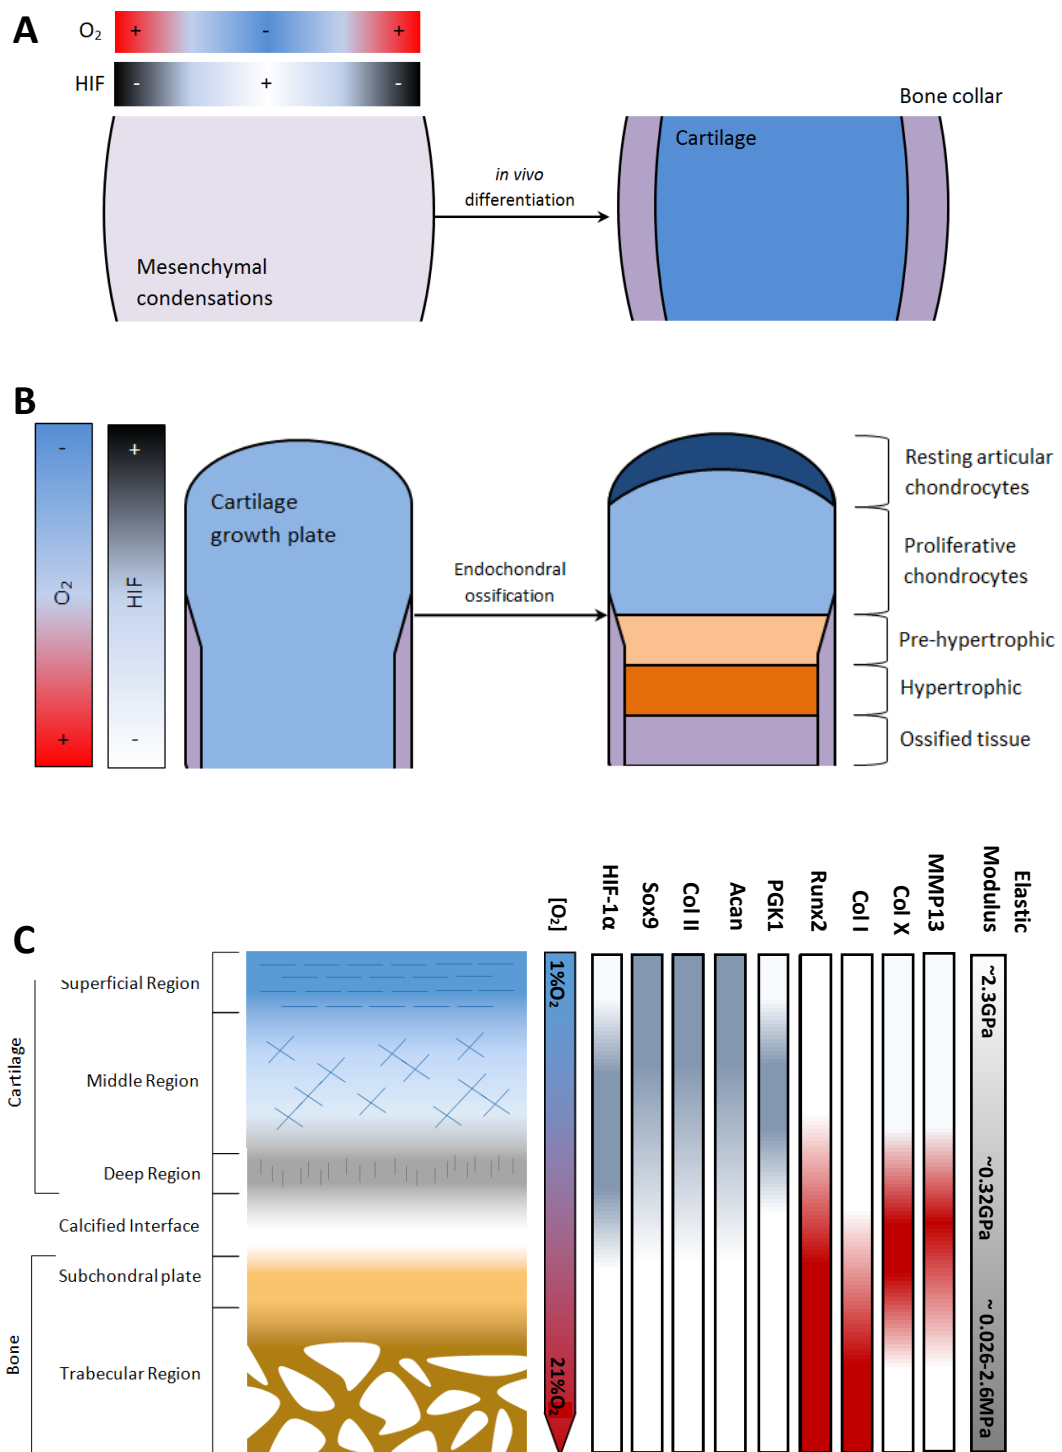 A
O₂
+ - +
HIF
- + -
Bone collar
Cartilage
in vivo
differentiation
Mesenchymal
condensations
B
-
O₂
+
+
HIF
-
Cartilage
growth plate
Endochondral
ossification
Resting articular
chondrocytes
Proliferative
chondrocytes
Pre-hypertrophic
Hypertrophic
Ossified tissue
C
[O₂]
HIF-1α
Sox9
Col II
Acan
PGK1
Runx2
Col I
Col X
MMP13
Elastic
Modulus
Cartilage
Superficial Region
Middle Region
Deep Region
Calcified Interface
Bone
Subchondral plate
Trabecular Region
1%O₂
21%O₂
~2.3GPa
~0.32GPa
~ 0.026-2.6MPa